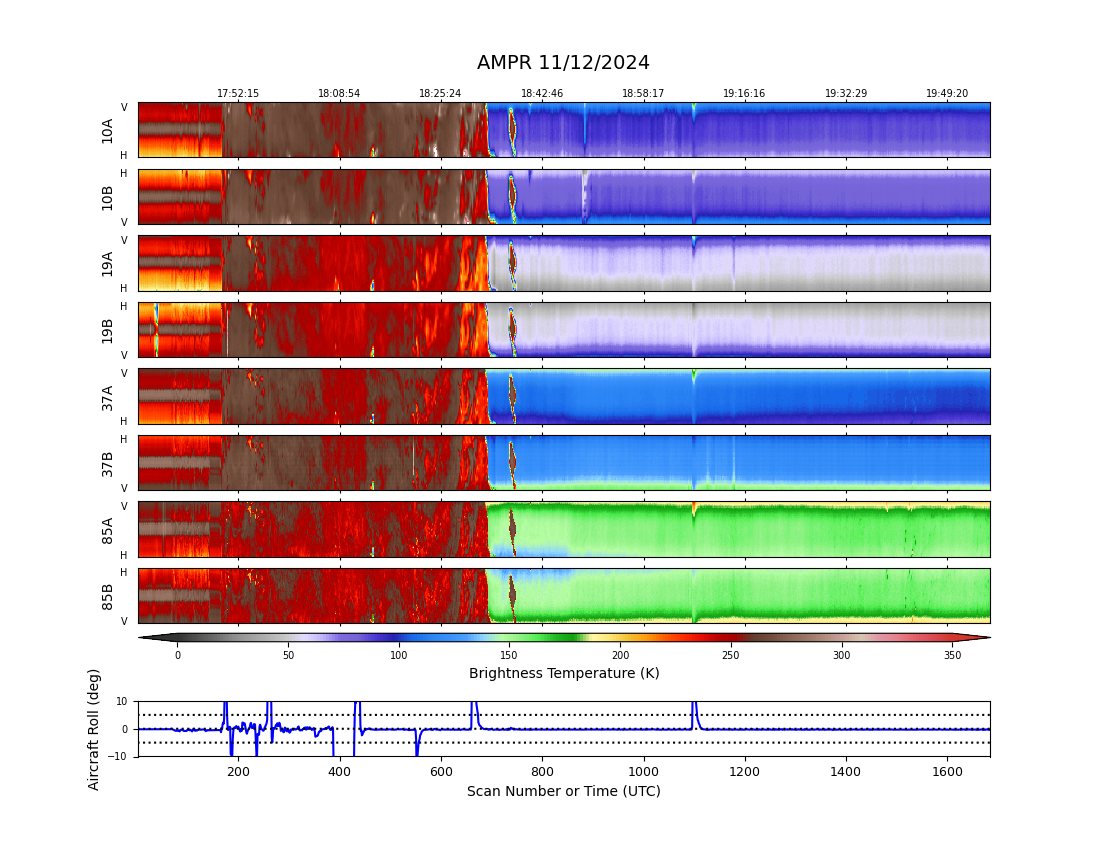 AMPR 11/12/2024
17:52:15 18:08:54 18:25:24 18:42:46 18:58:17 19:16:16 19:32:29 19:49:20
V
10A
H
H
10B
V
V
19A
H
H
19B
V
V
37A
H
H
37B
V
V
85A
H
H
85B
V
0 50 100 150 200 250 300 350
Brightness Temperature (K)
Aircraft Roll (deg)
10
0
−10
200 400 600 800 1000 1200 1400 1600
Scan Number or Time (UTC)